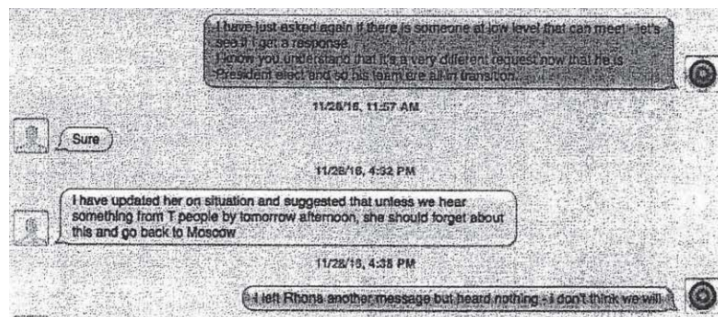 I have just asked again if there is someone at low level that can meet - let's
see if I get a response.
I know you understand that it's a very different request now that he is
President elect and so his team are all in transition.
11/28/16, 11:57 AM
Sure
11/28/16, 4:32 PM
I have updated her on situation and suggested that unless we hear
something from T people by tomorrow afternoon, she should forget about
this and go back to Moscow
11/28/16, 4:38 PM
I left Rhona another message but heard nothing - I don't think we will